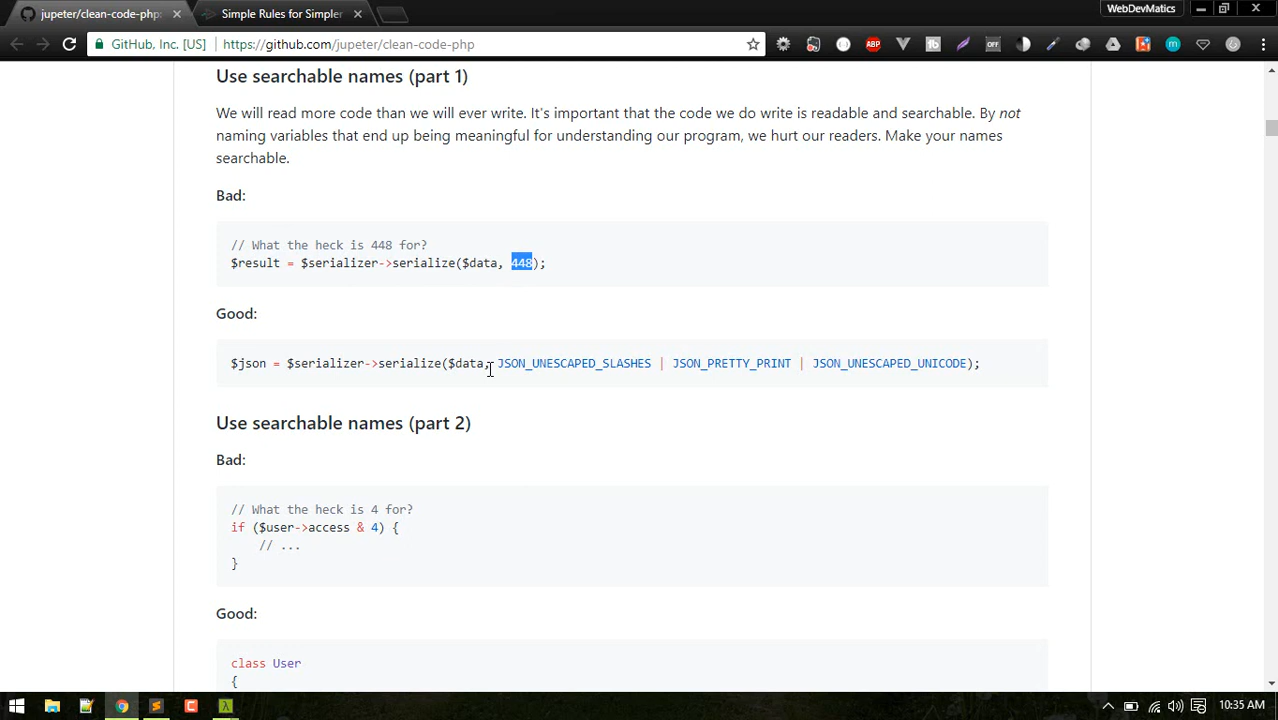 jupeter/clean-code-php:
Simple Rules for Simpler
WebDevMatics
GitHub, Inc. [US]
https://github.com/jupeter/clean-code-php
ABP
fb
OFF
m
Use searchable names (part 1)
We will read more code than we will ever write. It's important that the code we do write is readable and searchable. By not
naming variables that end up being meaningful for understanding our program, we hurt our readers. Make your names
searchable.
Bad:
// What the heck is 448 for?
$result = $serializer->serialize($data, 448);
Good:
$json = $serializer->serialize($data, JSON_UNESCAPED_SLASHES | JSON_PRETTY_PRINT | JSON_UNESCAPED_UNICODE);
Use searchable names (part 2)
Bad:
// What the heck is 4 for?
if ($user->access & 4) {
// ...
}
Good:
class User
{
10:35 AM